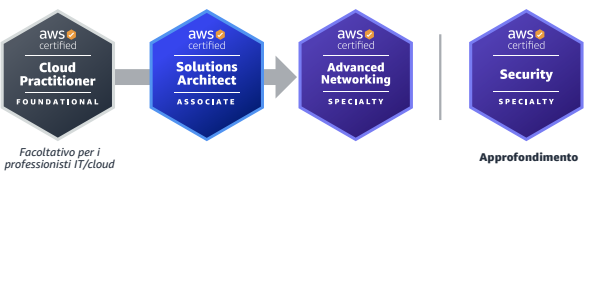 aws
certified
Cloud
Practitioner
FOUNDATIONAL
Facoltativo per i
professionisti IT/cloud
aws
certified
Solutions
Architect
ASSOCIATE
aws
certified
Advanced
Networking
SPECIALTY
aws
certified
Security
SPECIALTY
Approfondimento